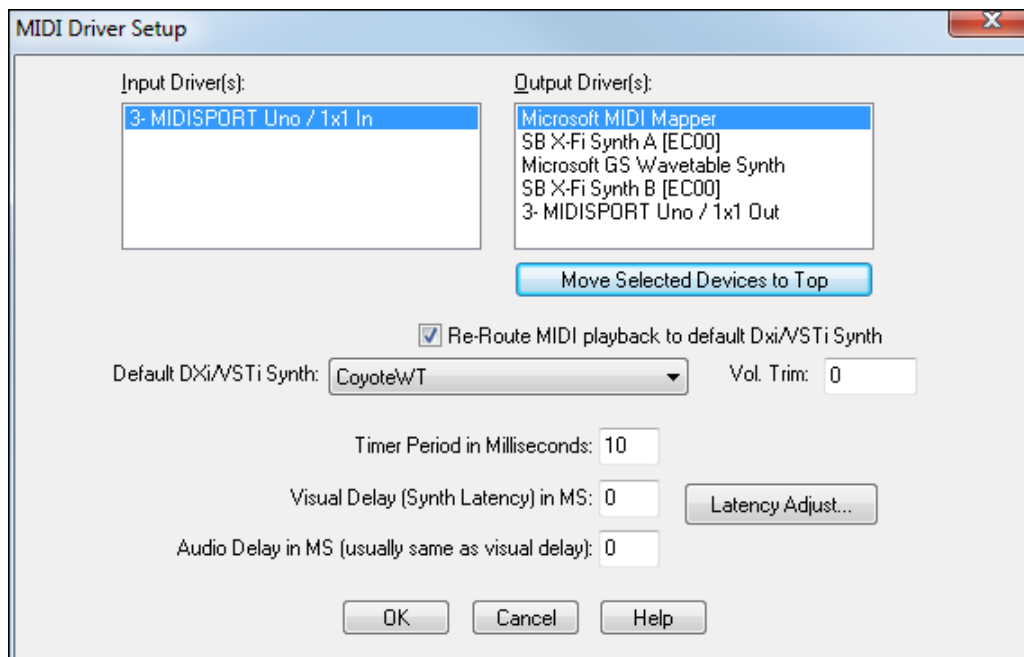 MIDI Driver Setup
Input Driver(s):
3- MIDISPORT Uno / 1x1 In
Output Driver(s):
Microsoft MIDI Mapper
SB X-Fi Synth A [EC00]
Microsoft GS Wavetable Synth
SB X-Fi Synth B [EC00]
3- MIDISPORT Uno / 1x1 Out
Move Selected Devices to Top
Re-Route MIDI playback to default Dxi/VSTi Synth
Default DXi/VSTi Synth: CoyoteWT Vol. Trim: 0
Timer Period in Milliseconds: 10
Visual Delay (Synth Latency) in MS: 0 Latency Adjust...
Audio Delay in MS (usually same as visual delay): 0
OK Cancel Help